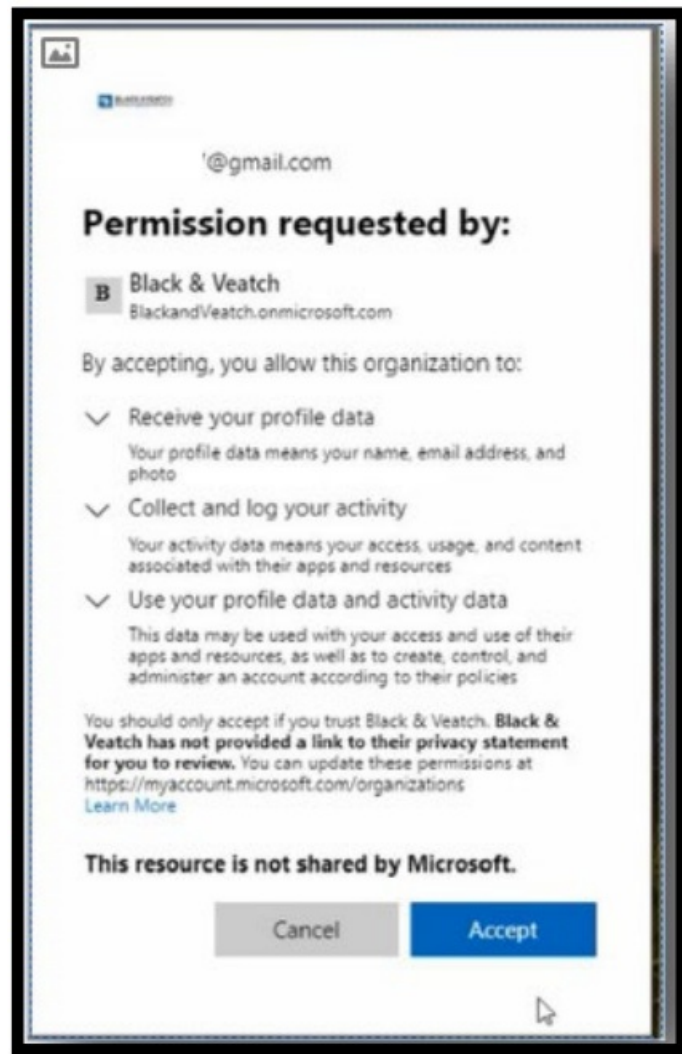 BLACK & VEATCH
'@gmail.com
Permission requested by:
B
Black & Veatch
BlackandVeatch.onmicrosoft.com
By accepting, you allow this organization to:
Receive your profile data
Your profile data means your name, email address, and
photo
Collect and log your activity
Your activity data means your access, usage, and content
associated with their apps and resources
Use your profile data and activity data
This data may be used with your access and use of their
apps and resources, as well as to create, control, and
administer an account according to their policies
You should only accept if you trust Black & Veatch. Black &
Veatch has not provided a link to their privacy statement
for you to review. You can update these permissions at
https://myaccount.microsoft.com/organizations
Learn More
This resource is not shared by Microsoft.
Cancel
Accept